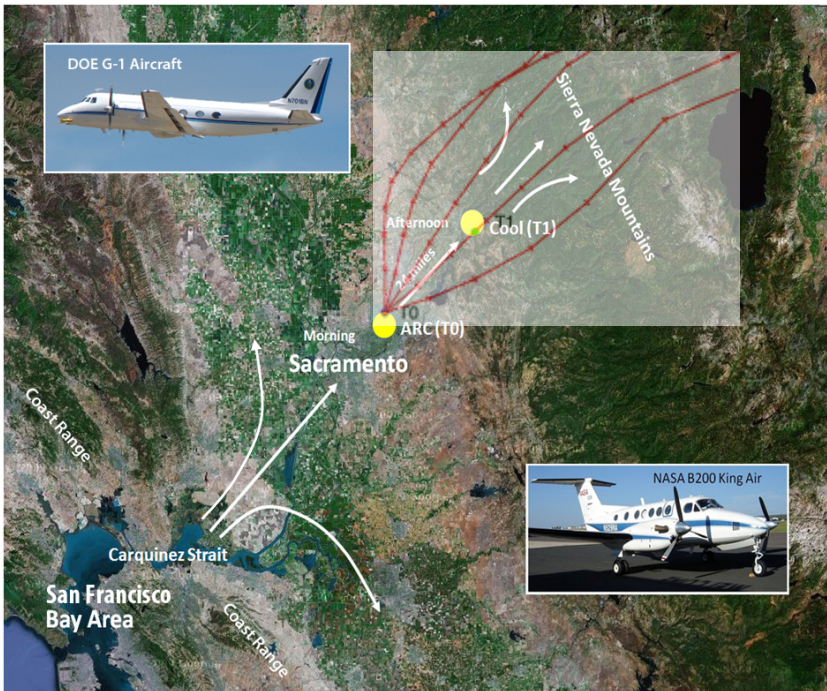 DOE G-1 Aircraft
N701BN
Sierra Nevada Mountains
Afternoon
T1
Cool (T1)
24 miles
T0
ARC (T0)
Morning
Sacramento
Coast Range
NASA B200 King Air
Carquinez Strait
San Francisco
Bay Area
Coast Range